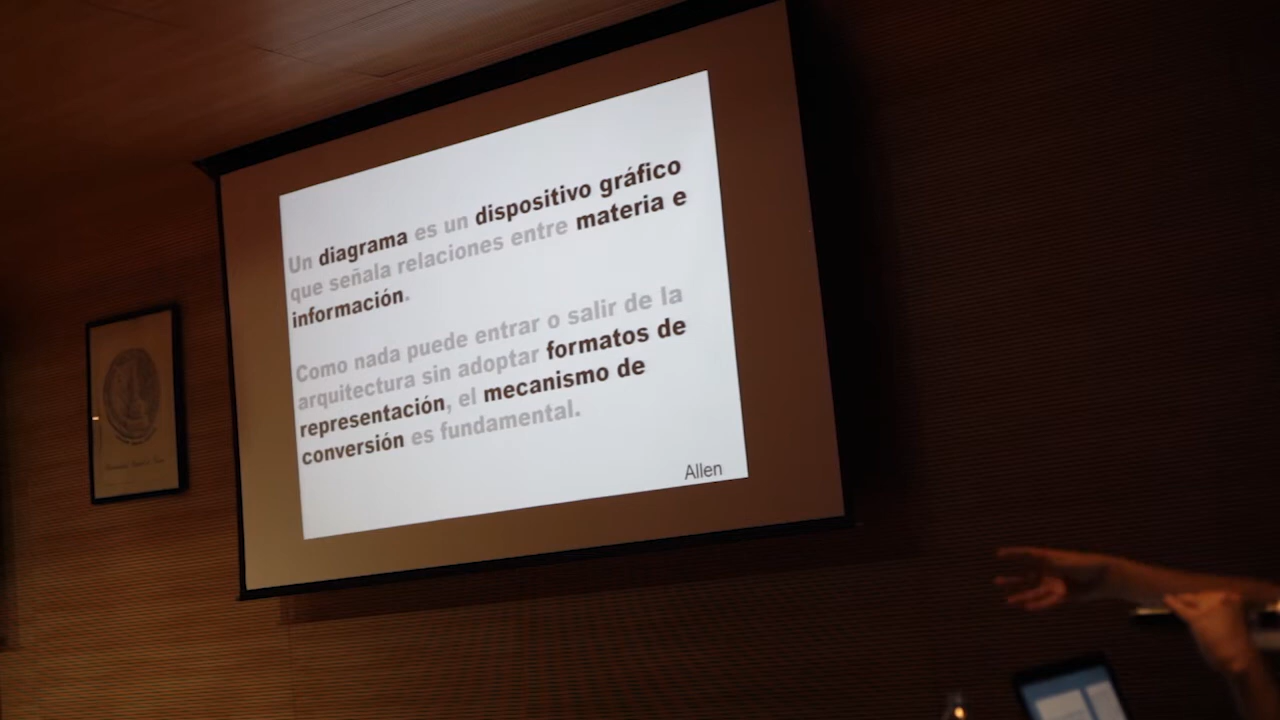 Un diagrama es un dispositivo gráfico
que señala relaciones entre materia e
información.
Como nada puede entrar o salir de la
arquitectura sin adoptar formatos de
representación, el mecanismo de
conversión es fundamental.
Allen